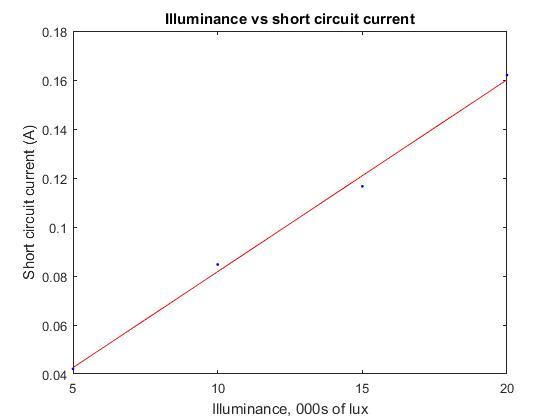 Illuminance vs short circuit current
0.18
0.16
0.14
0.12
0.1
0.08
0.06
0.04
Short circuit current (A)
5 10 15 20
Illuminance, 000s of lux